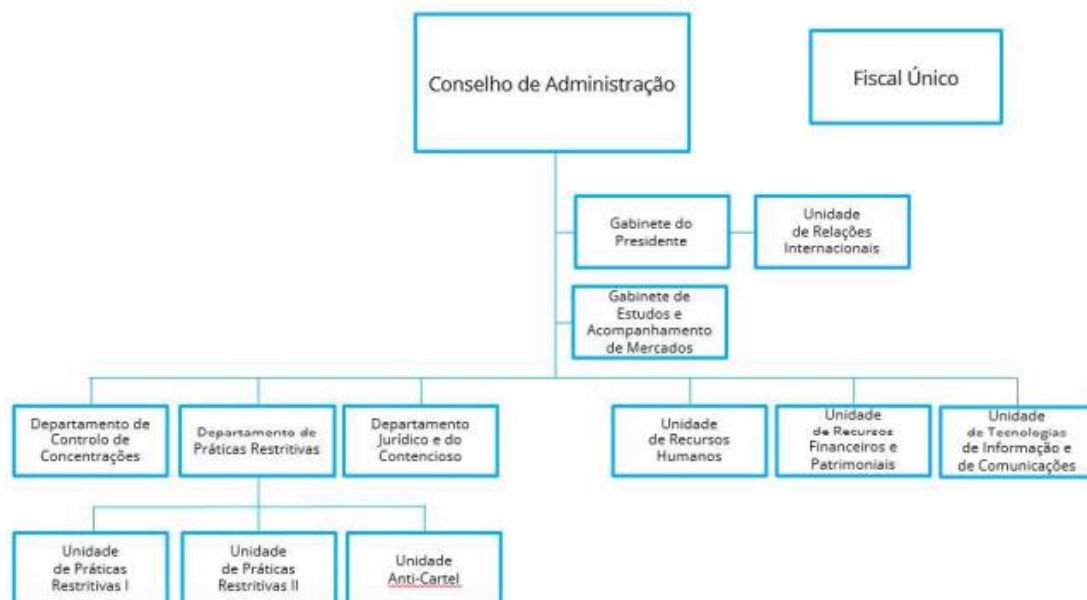 Conselho de Administração
Fiscal Único
Gabinete do
Presidente
Unidade
de Relações
Internacionais
Gabinete de
Estudos e
Acompanhamento
de Mercados
Departamento de
Controlo de
Concentrações
Departamento de
Práticas Restritivas
Departamento
Jurídico e do
Contencioso
Unidade
de Recursos
Humanos
Unidade
de Recursos
Financeiros e
Patrimoniais
Unidade
de Tecnologias
de Informação e
de Comunicações
Unidade
de Práticas
Restritivas I
Unidade
de Práticas
Restritivas II
Unidade
Anti-Cartel